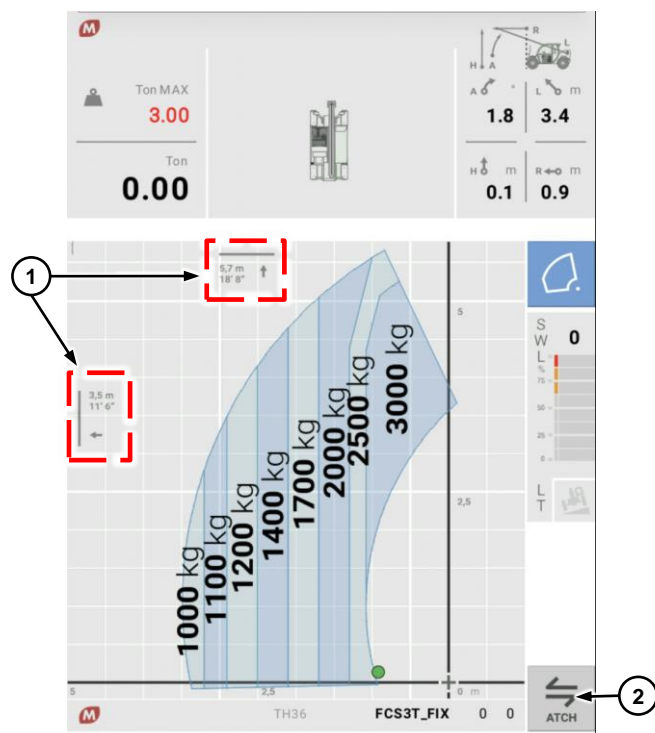 M
R
L
H A
Ton MAX
3.00
A ° L m
1.8 3.4
Ton
0.00
H m R m
0.1 0.9
1
5,7 m
18' 8"
3,5 m
11' 6"
5
2,5
1000 kg
1100 kg
1200 kg
1400 kg
1700 kg
2000 kg
2500 kg
3000 kg
S
W 0
L
%
75
50
25
0
L
T
5 2,5 0 m
M TH36 FCS3T_FIX 0 0
ATCH
2